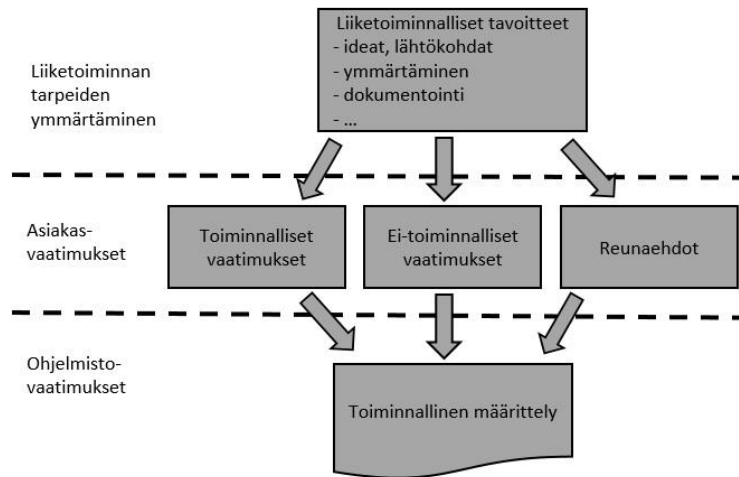 Liiketoiminnalliset tavoitteet
- ideat, lähtökohdat
- ymmärtäminen
- dokumentointi
- ...
Liiketoiminnan
tarpeiden
ymmärtäminen
Asiakas-
vaatimukset
Toiminnalliset
vaatimukset
Ei-toiminnalliset
vaatimukset
Reunaehdot
Ohjelmisto-
vaatimukset
Toiminnallinen määrittely